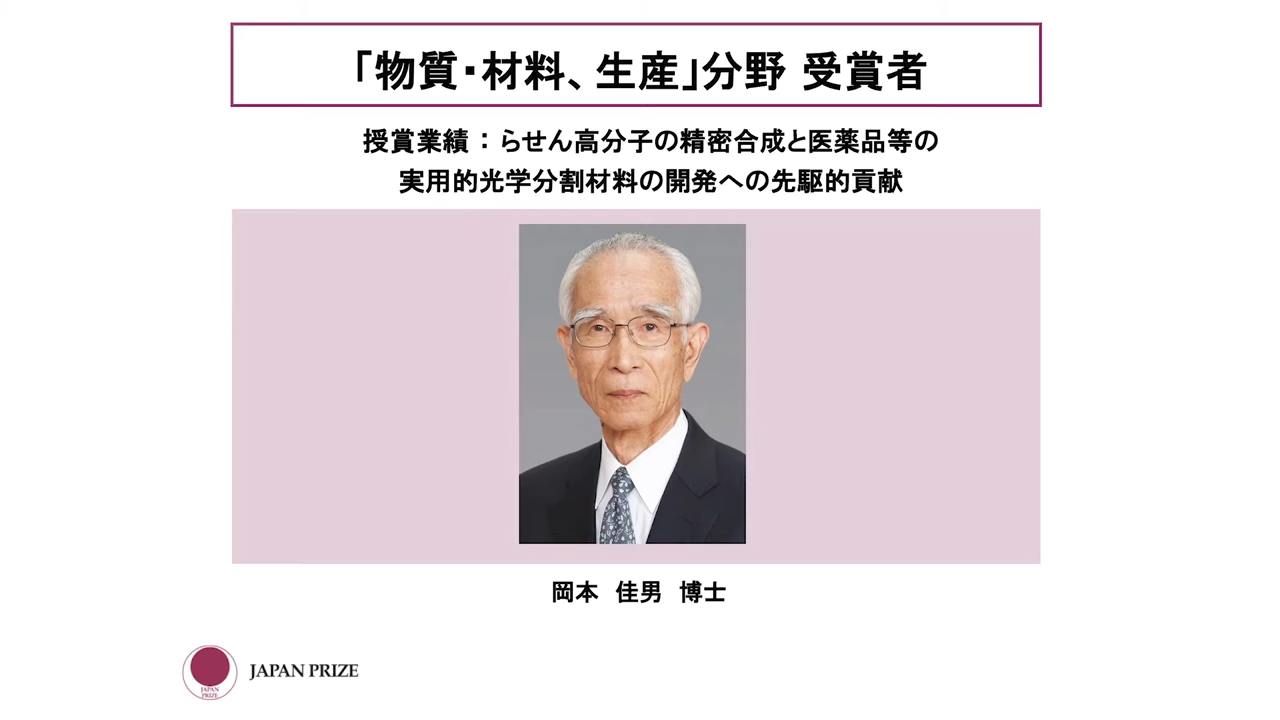 「物質・材料、生産」分野 受賞者
授賞業績 ： らせん高分子の精密合成と医薬品等の
実用的光学分割材料の開発への先駆的貢献
岡本 佳男 博士
JAPAN
PRIZE
JAPAN PRIZE